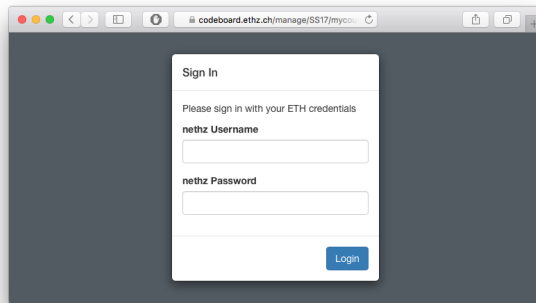 codeboard.ethz.ch/manage/SS17/myco
Sign In
Please sign in with your ETH credentials
nethz Username
nethz Password
Login